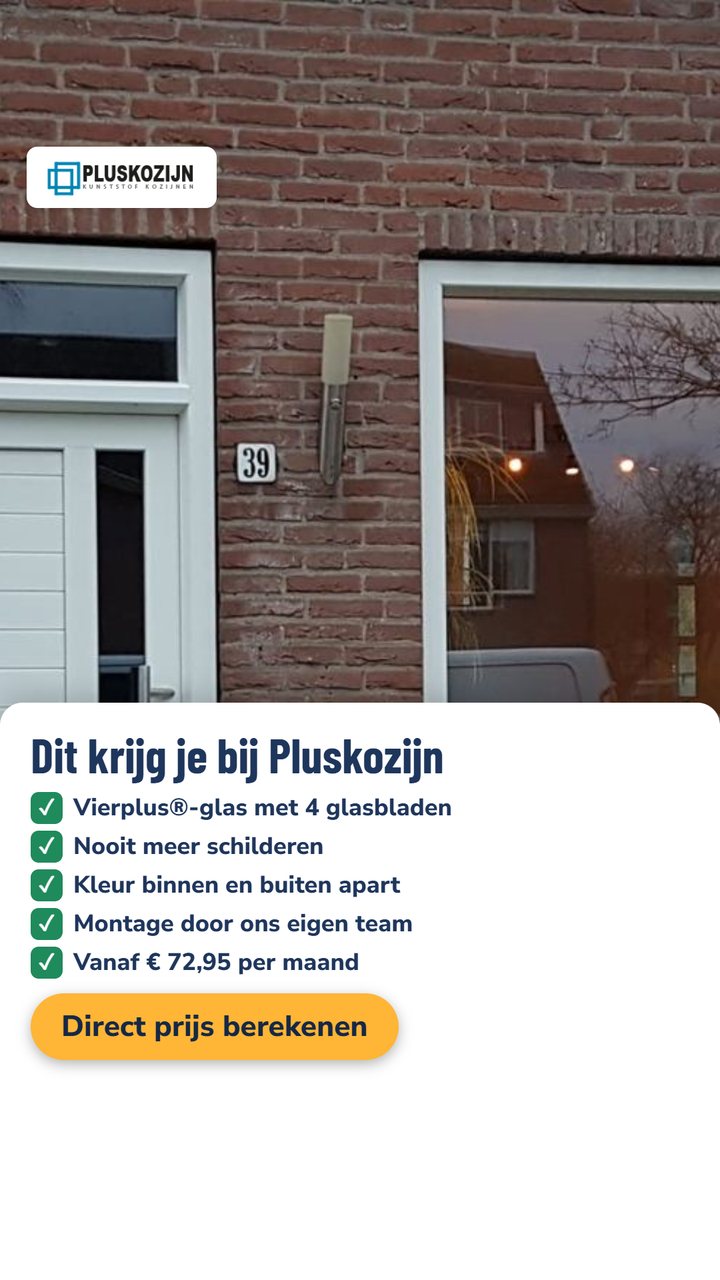 PLUSKOZIJN
KUNSTSTOF KOZIJNEN
39
Dit krijg je bij Pluskozijn
Vierplus®-glas met 4 glasbladen
Nooit meer schilderen
Kleur binnen en buiten apart
Montage door ons eigen team
Vanaf € 72,95 per maand
Direct prijs berekenen